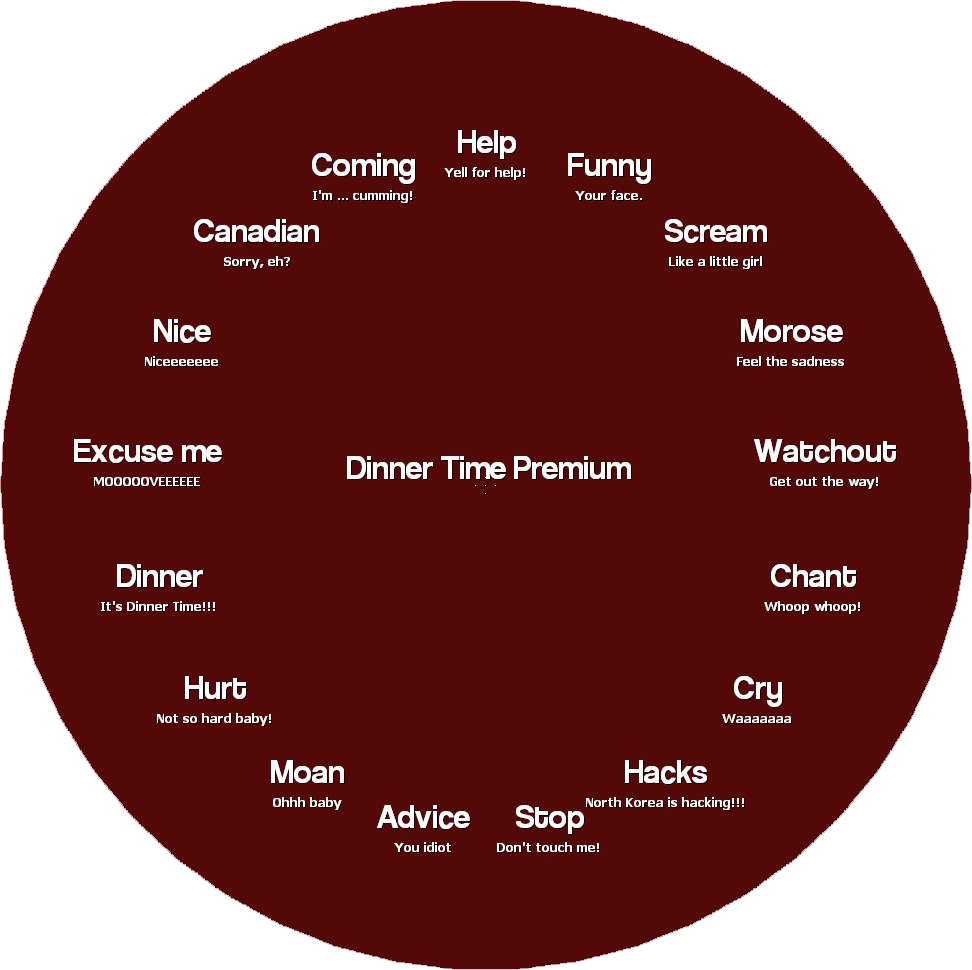 Help
Yell for help!
Coming
I'm ... cumming!
Funny
Your face.
Canadian
Sorry, eh?
Scream
Like a little girl
Nice
Niceeeeeee
Morose
Feel the sadness
Excuse me
MOOOOOVEEEEEE
Dinner Time Premium
Watchout
Get out the way!
Dinner
It's Dinner Time!!!
Chant
Whoop whoop!
Hurt
Not so hard baby!
Cry
Waaaaaaa
Moan
Ohhh baby
Hacks
North Korea is hacking!!!
Advice
You idiot
Stop
Don't touch me!